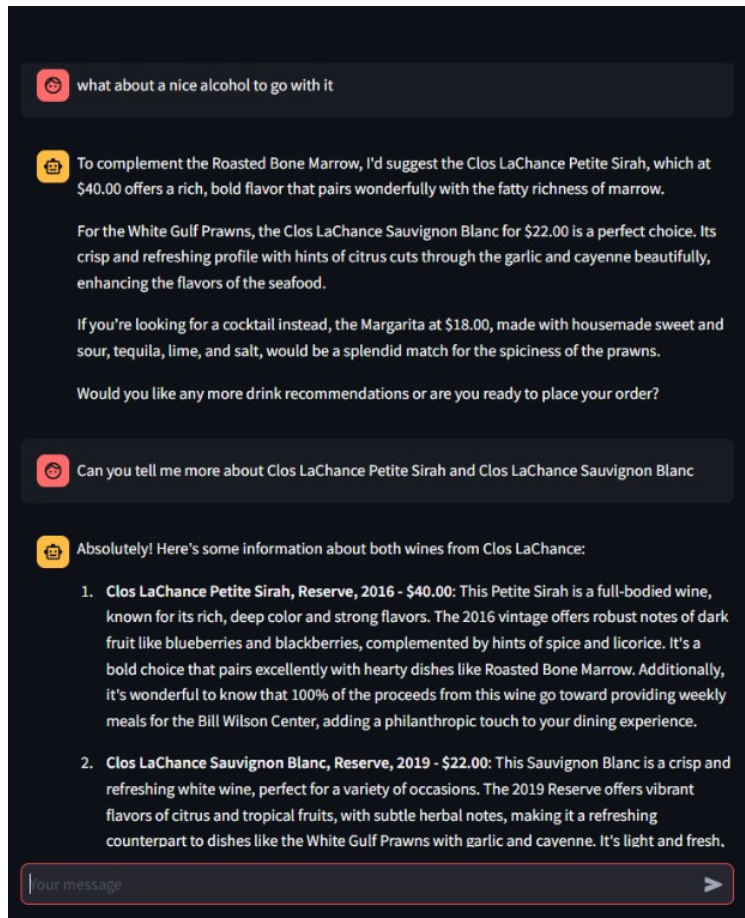 what about a nice alcohol to go with it
To complement the Roasted Bone Marrow, I'd suggest the Clos LaChance Petite Sirah, which at
$40.00 offers a rich, bold flavor that pairs wonderfully with the fatty richness of marrow.
For the White Gulf Prawns, the Clos LaChance Sauvignon Blanc for $22.00 is a perfect choice. Its
crisp and refreshing profile with hints of citrus cuts through the garlic and cayenne beautifully,
enhancing the flavors of the seafood.
If you're looking for a cocktail instead, the Margarita at $18.00, made with housemade sweet and
sour, tequila, lime, and salt, would be a splendid match for the spiciness of the prawns.
Would you like any more drink recommendations or are you ready to place your order?
Can you tell me more about Clos LaChance Petite Sirah and Clos LaChance Sauvignon Blanc
Absolutely! Here's some information about both wines from Clos LaChance:
1. Clos LaChance Petite Sirah, Reserve, 2016 - $40.00: This Petite Sirah is a full-bodied wine,
known for its rich, deep color and strong flavors. The 2016 vintage offers robust notes of dark
fruit like blueberries and blackberries, complemented by hints of spice and licorice. It's a
bold choice that pairs excellently with hearty dishes like Roasted Bone Marrow. Additionally,
it's wonderful to know that 100% of the proceeds from this wine go toward providing weekly
meals for the Bill Wilson Center, adding a philanthropic touch to your dining experience.
2. Clos LaChance Sauvignon Blanc, Reserve, 2019 - $22.00: This Sauvignon Blanc is a crisp and
refreshing white wine, perfect for a variety of occasions. The 2019 Reserve offers vibrant
flavors of citrus and tropical fruits, with subtle herbal notes, making it a refreshing
counterpart to dishes like the White Gulf Prawns with garlic and cayenne. It's light and fresh,
Your message